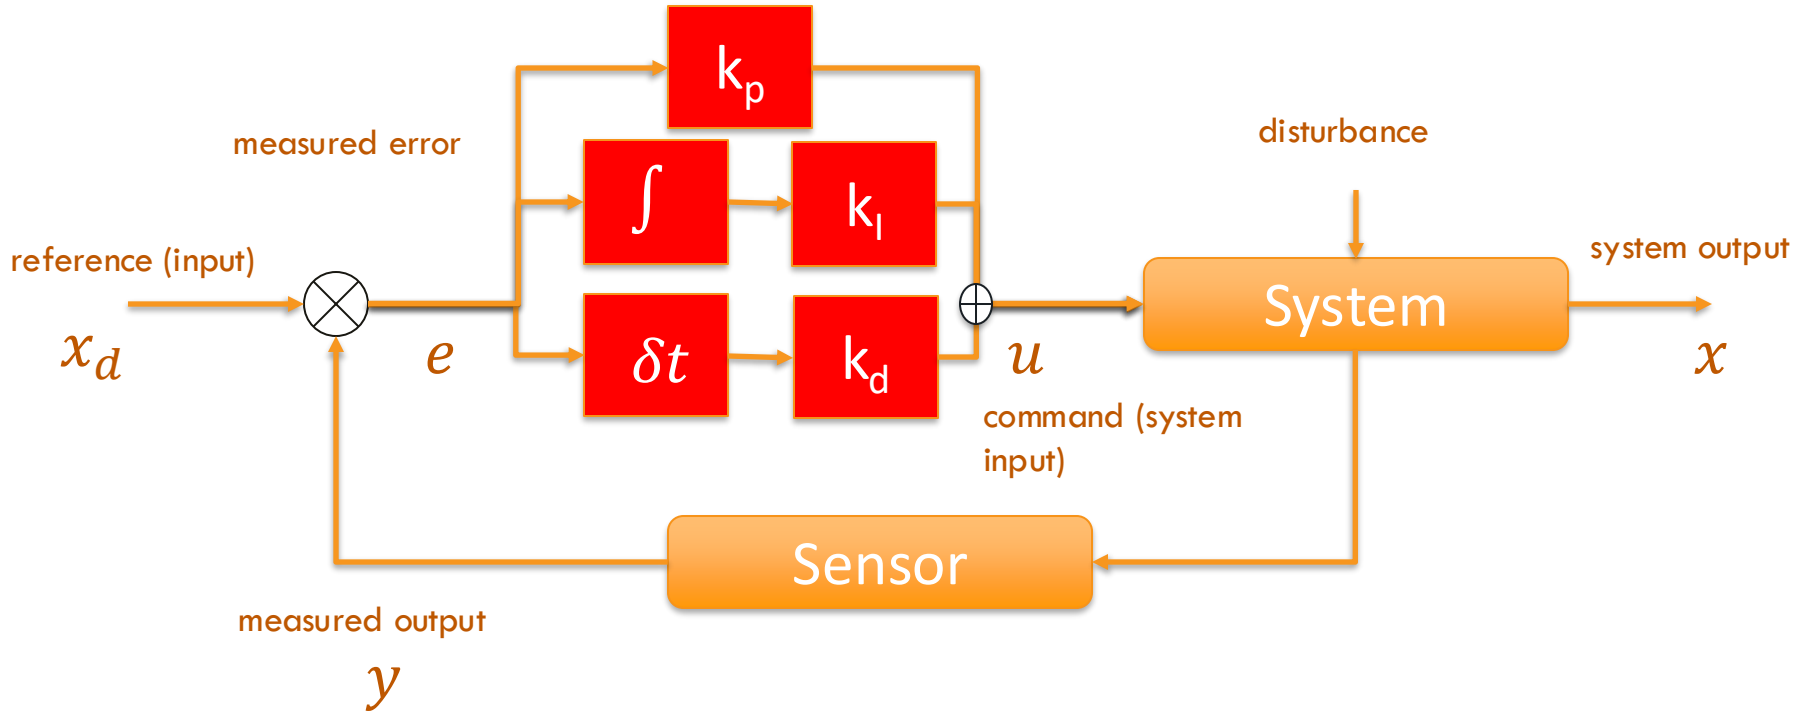 k_p
measured error
disturbance
∫
k_I
reference (input)
system output
System
x_d
e
δt
k_d
u
x
command (system
input)
Sensor
measured output
y